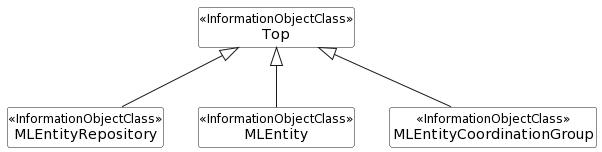 «InformationObjectClass»
Top
«InformationObjectClass»
MLEntityRepository
«InformationObjectClass»
MLEntity
«InformationObjectClass»
MLEntityCoordinationGroup